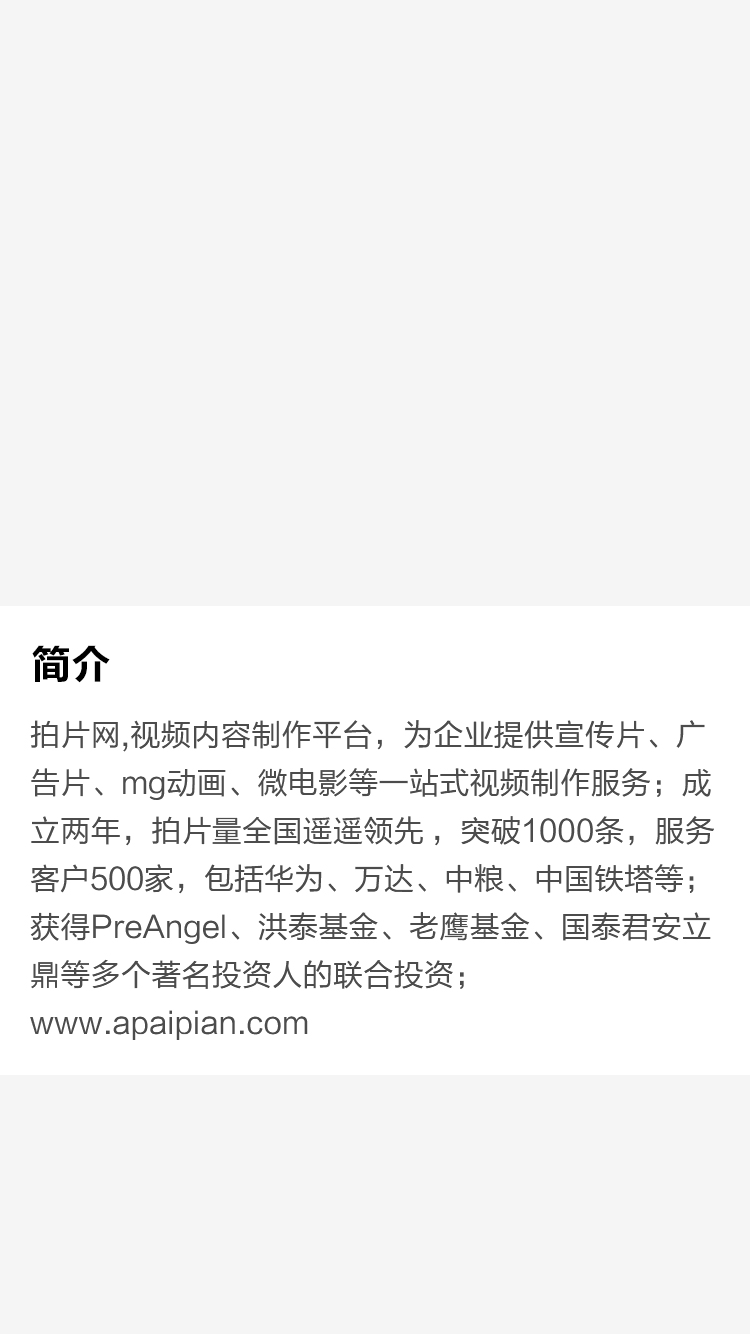 简介
拍片网,视频内容制作平台，为企业提供宣传片、广
告片、mg动画、微电影等一站式视频制作服务；成
立两年，拍片量全国遥遥领先 ，突破1000条，服务
客户500家，包括华为、万达、中粮、中国铁塔等；
获得PreAngel、洪泰基金、老鹰基金、国泰君安立
鼎等多个著名投资人的联合投资；
www.apaipian.com